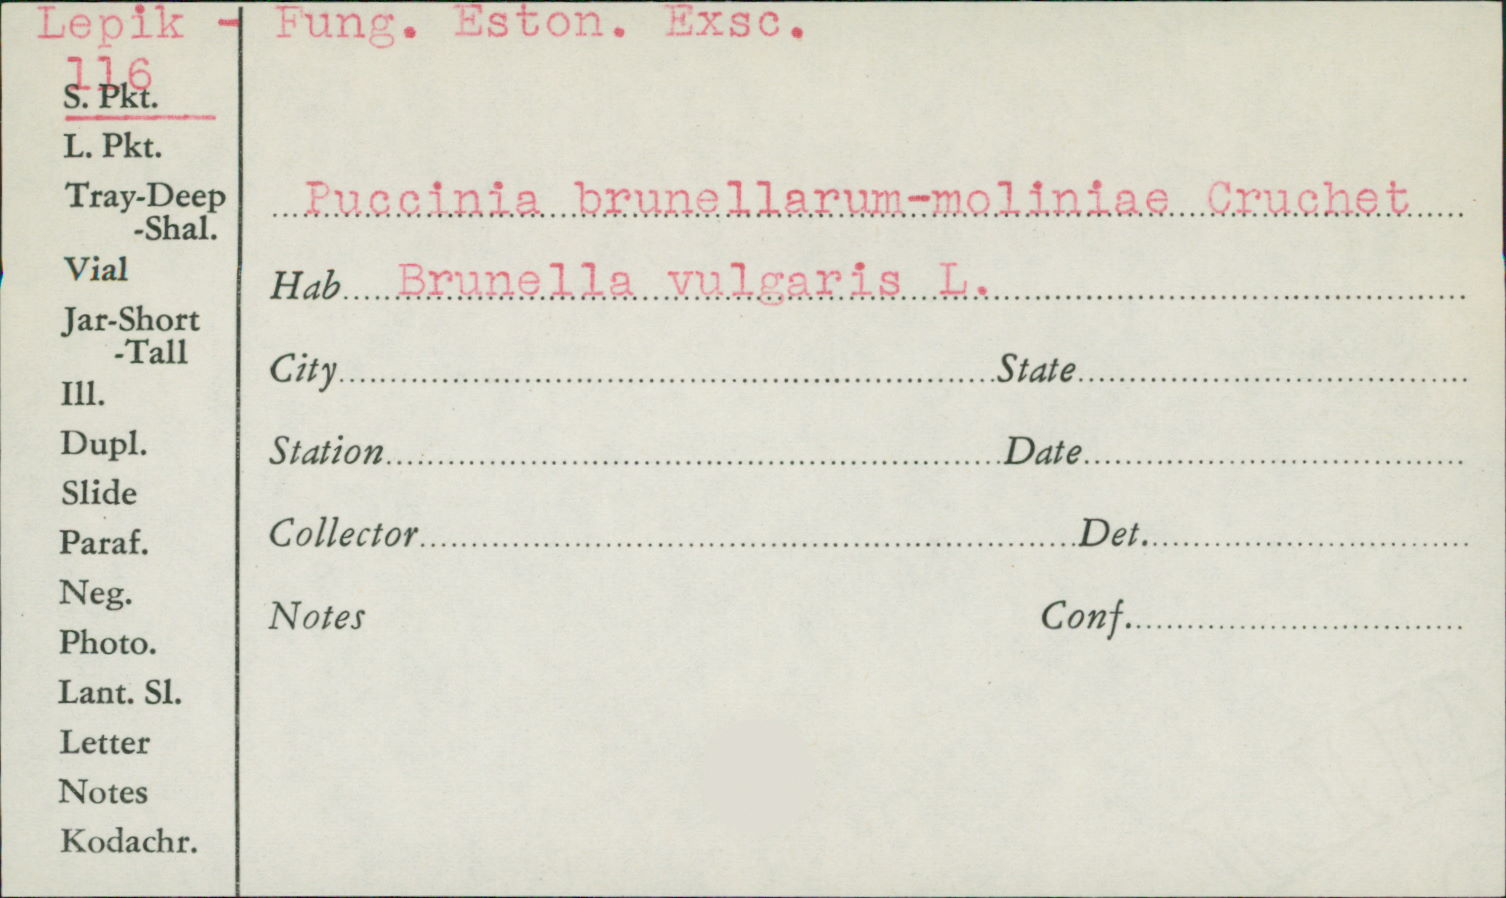 Lepik - Fung. Eston. Exsc.
116
S. Pkt.
L. Pkt.
Tray-Deep
-Shal.
Vial
Jar-Short
-Tall
Ill.
Dupl.
Slide
Paraf.
Neg.
Photo.
Lant. Sl.
Letter
Notes
Kodachr.
Puccinia brunellarum-moliniae Cruchet
Hab Brunella vulgaris L.
City State
Station Date
Collector Det.
Notes Conf.